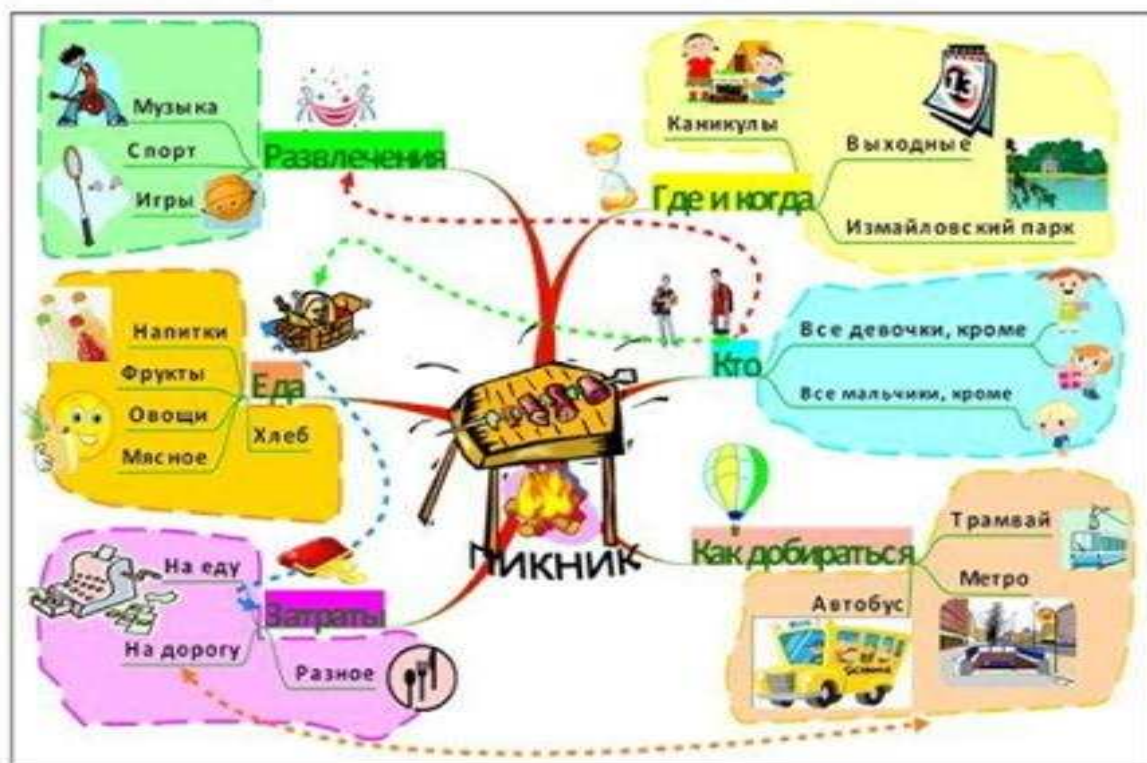 Музыка
Спорт
Игры
Развлечения
Каникулы
Выходные
Где и когда
Измайловский парк
13
Напитки
Фрукты
Овощи
Мясное
Хлеб
Еда
Кто
Все девочки, кроме
Все мальчики, кроме
ПИКНИК
Как добираться
Трамвай
Метро
Автобус
На еду
На дорогу
Разное
Затраты